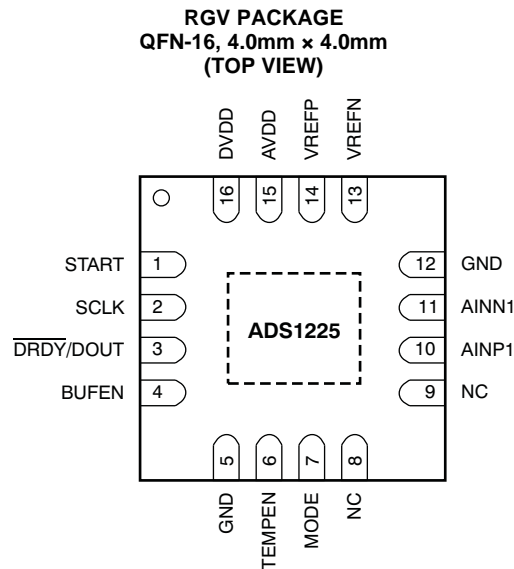 RGV PACKAGE
QFN-16, 4.0mm × 4.0mm
(TOP VIEW)
DVDD
AVDD
VREFP
VREFN
16
15
14
13
START 1
SCLK 2
DRDY/DOUT 3
BUFEN 4
ADS1225
12 GND
11 AINN1
10 AINP1
9 NC
5
6
7
8
GND
TEMPEN
MODE
NC